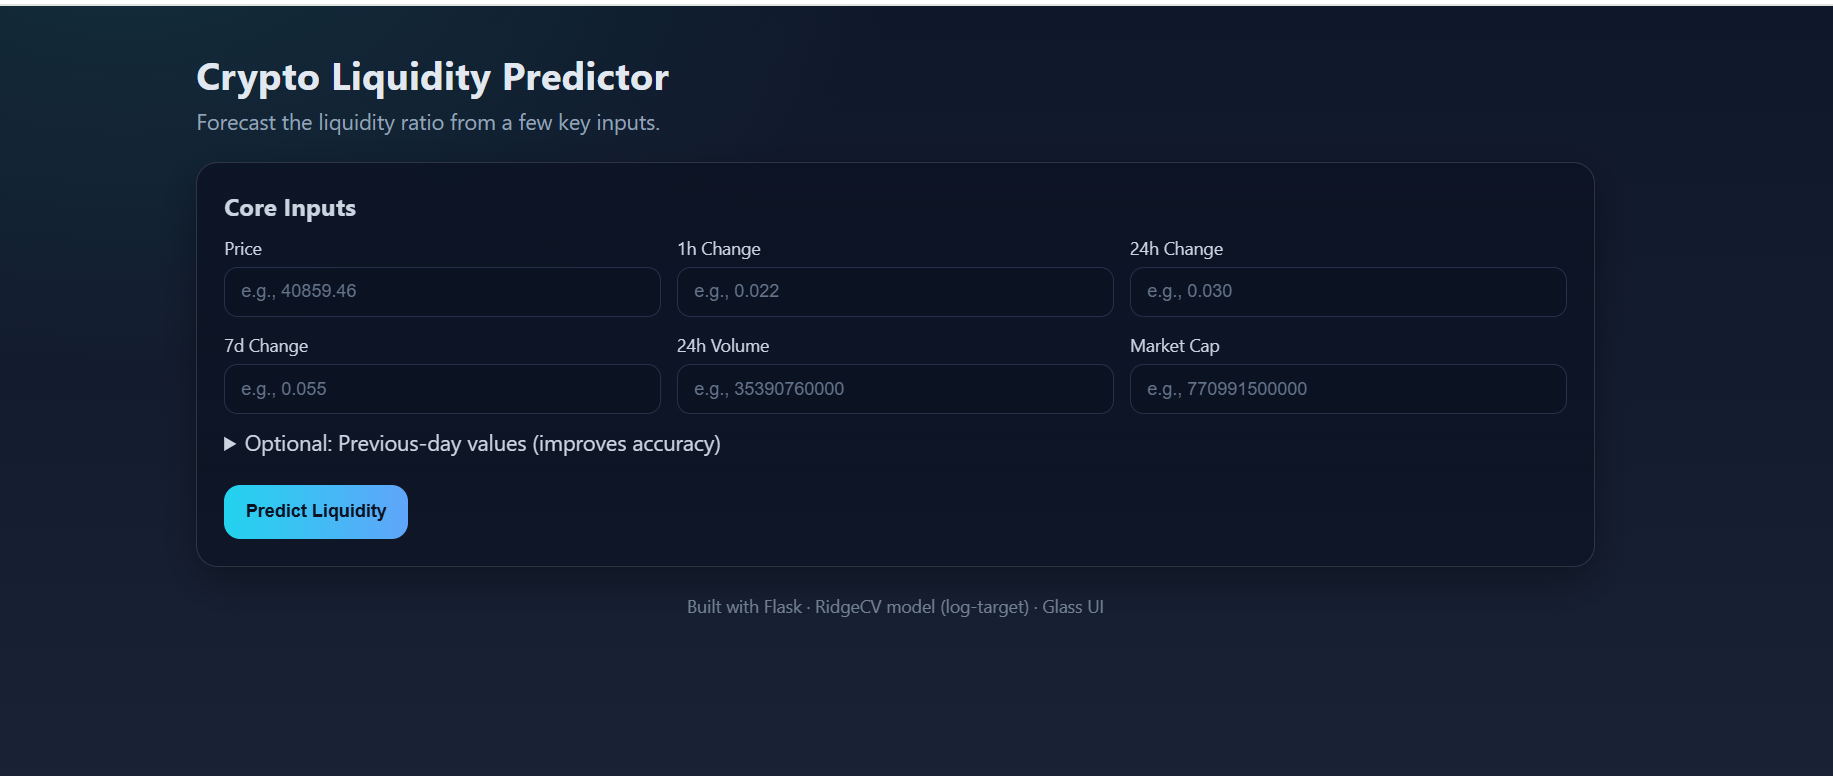 Crypto Liquidity Predictor
Forecast the liquidity ratio from a few key inputs.
Core Inputs
Price
1h Change
24h Change
e.g., 40859.46
e.g., 0.022
e.g., 0.030
7d Change
24h Volume
Market Cap
e.g., 0.055
e.g., 35390760000
e.g., 770991500000
▶ Optional: Previous-day values (improves accuracy)
Predict Liquidity
Built with Flask · RidgeCV model (log-target) · Glass UI